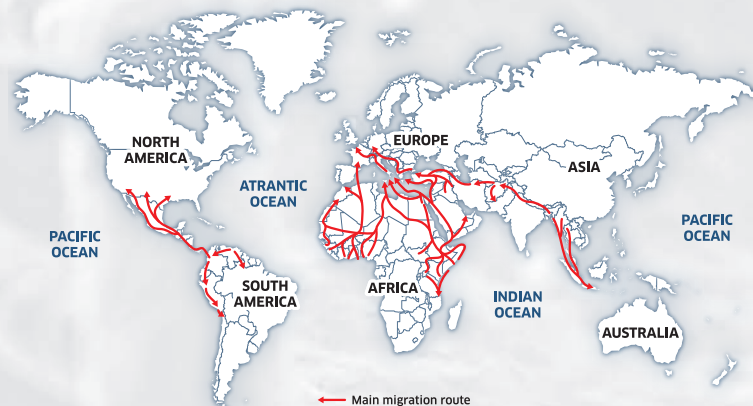 NORTH
AMERICA
EUROPE
ASIA
ATRANTIC
OCEAN
PACIFIC
OCEAN
PACIFIC
OCEAN
SOUTH
AMERICA
AFRICA
INDIAN
OCEAN
AUSTRALIA
Main migration route